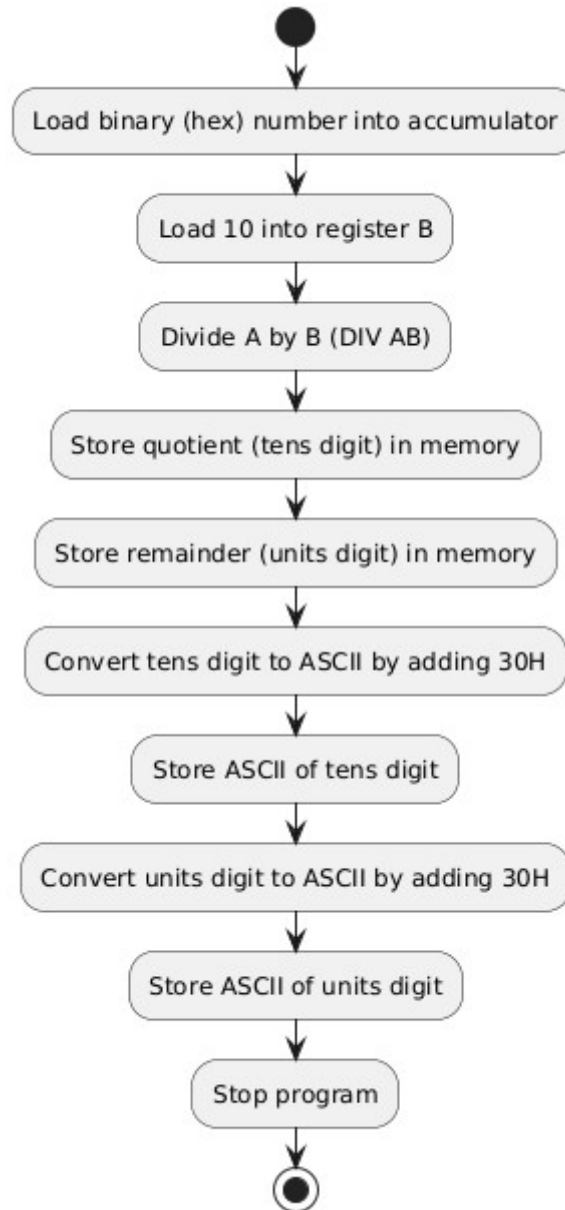 Load binary (hex) number into accumulator
Load 10 into register B
Divide A by B (DIV AB)
Store quotient (tens digit) in memory
Store remainder (units digit) in memory
Convert tens digit to ASCII by adding 30H
Store ASCII of tens digit
Convert units digit to ASCII by adding 30H
Store ASCII of units digit
Stop program